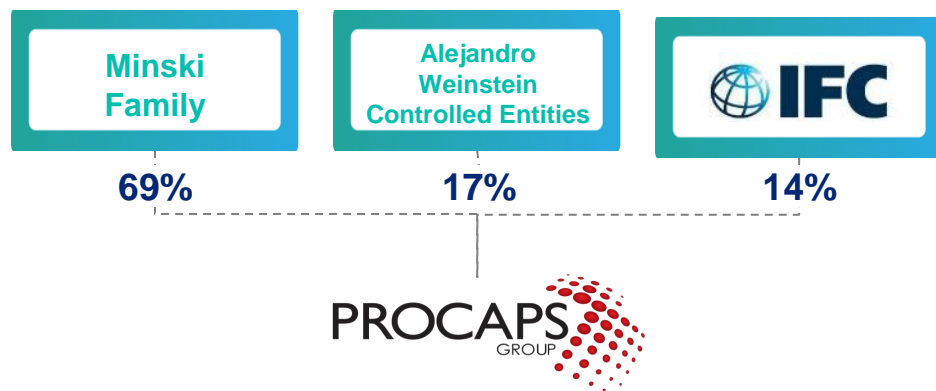 Minski
Family
Alejandro
Weinstein
Controlled Entities
IFC
69%
17%
14%
PROCAPS
GROUP